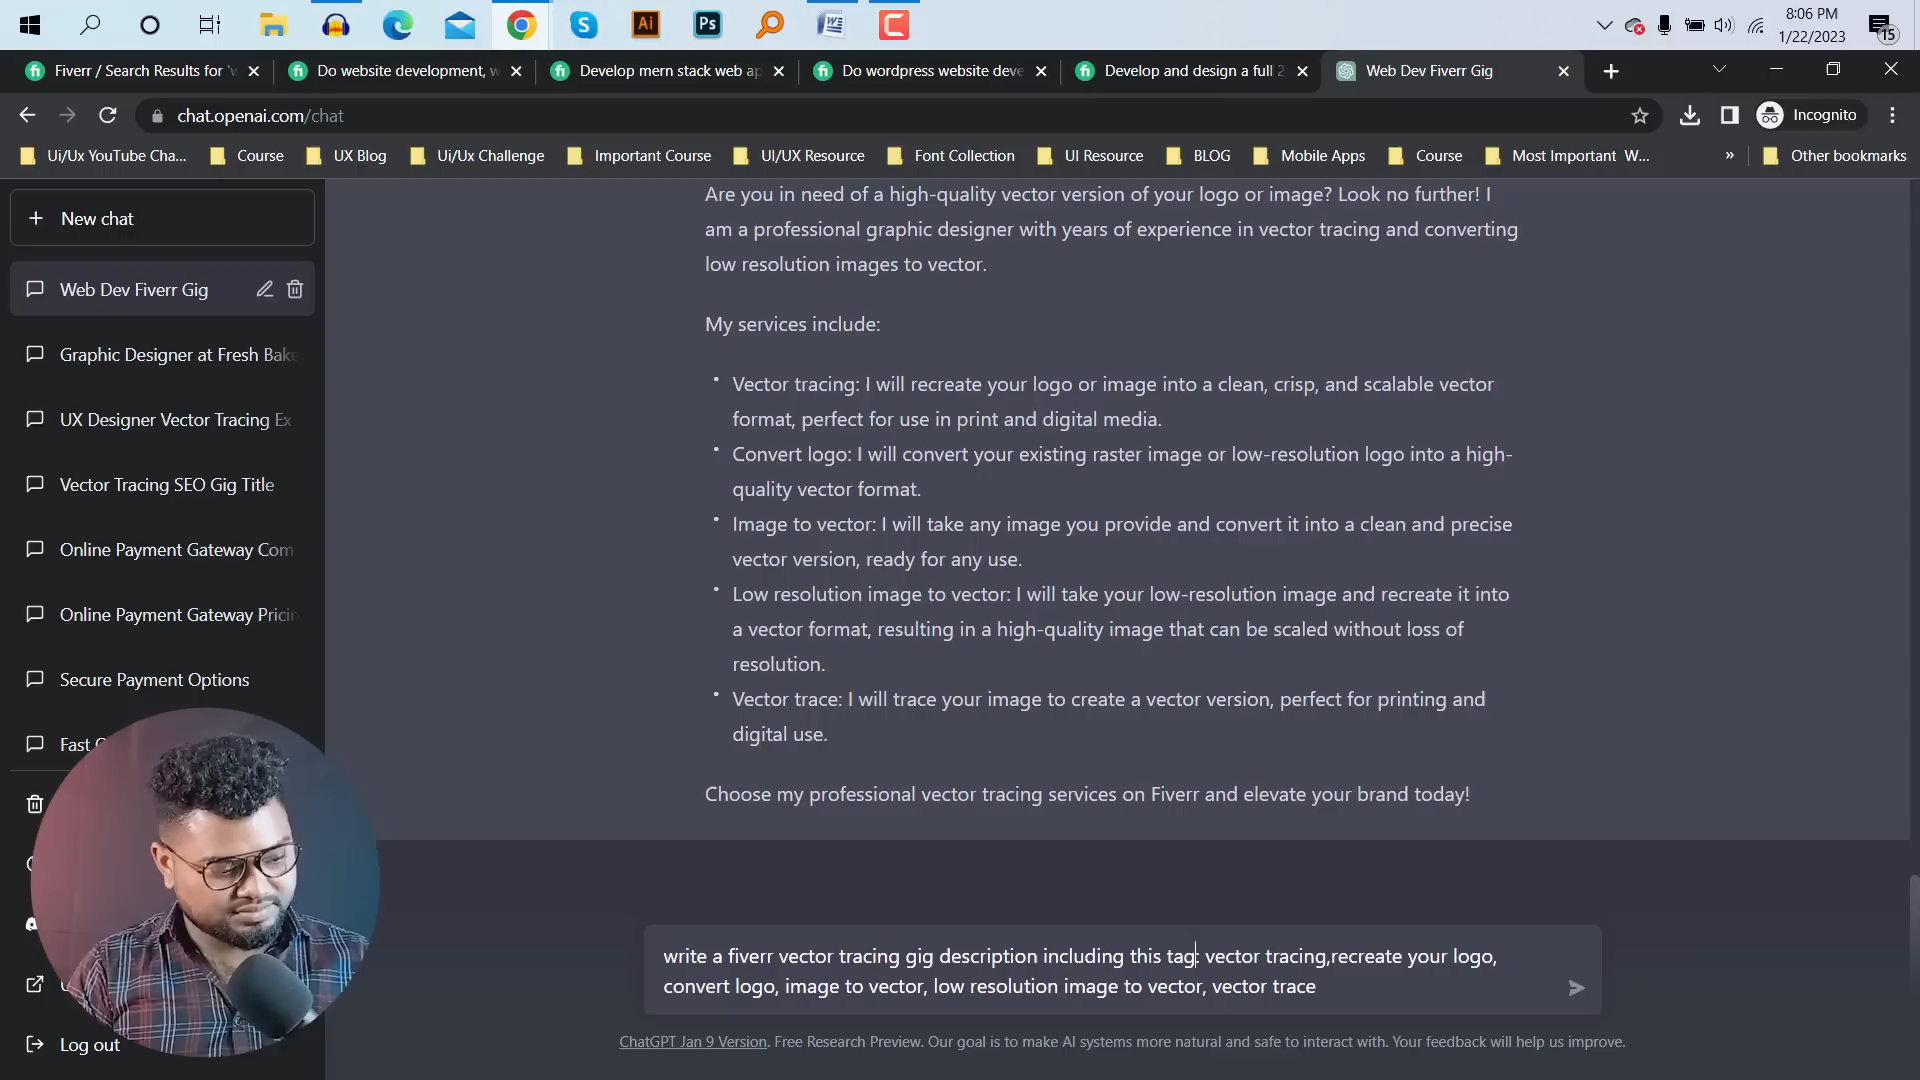 8:06 PM
1/22/2023
15
Ai
Ps
Fiverr / Search Results for 'w
Do website development, w
Develop mern stack web ap
Do wordpress website deve
Develop and design a full 2
Web Dev Fiverr Gig
chat.openai.com/chat
Incognito
Ui/Ux YouTube Cha...
Course
UX Blog
Ui/Ux Challenge
Important Course
UI/UX Resource
Font Collection
UI Resource
BLOG
Mobile Apps
Course
Most Important W...
»
Other bookmarks
New chat
Web Dev Fiverr Gig
Graphic Designer at Fresh Bake
UX Designer Vector Tracing Ex
Vector Tracing SEO Gig Title
Online Payment Gateway Com
Online Payment Gateway Pricin
Secure Payment Options
Fast
Log out
Are you in need of a high-quality vector version of your logo or image? Look no further! I
am a professional graphic designer with years of experience in vector tracing and converting
low resolution images to vector.
My services include:
• Vector tracing: I will recreate your logo or image into a clean, crisp, and scalable vector
format, perfect for use in print and digital media.
• Convert logo: I will convert your existing raster image or low-resolution logo into a high-
quality vector format.
• Image to vector: I will take any image you provide and convert it into a clean and precise
vector version, ready for any use.
• Low resolution image to vector: I will take your low-resolution image and recreate it into
a vector format, resulting in a high-quality image that can be scaled without loss of
resolution.
• Vector trace: I will trace your image to create a vector version, perfect for printing and
digital use.
Choose my professional vector tracing services on Fiverr and elevate your brand today!
write a fiverr vector tracing gig description including this tag: vector tracing,recreate your logo,
convert logo, image to vector, low resolution image to vector, vector trace
ChatGPT Jan 9 Version. Free Research Preview. Our goal is to make AI systems more natural and safe to interact with. Your feedback will help us improve.